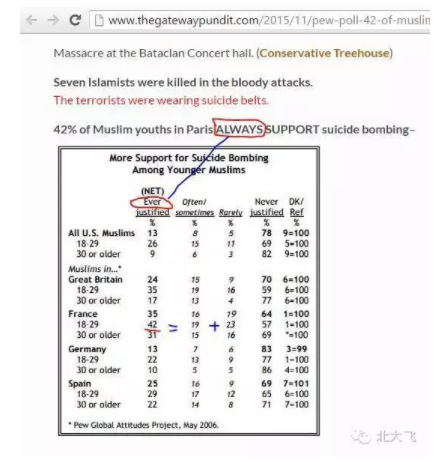 www.thegatewaypundit.com/2015/11/pew-poll-42-of-muslin
Massacre at the Bataclan Concert hall. (Conservative Treehouse)
Seven Islamists were killed in the bloody attacks.
The terrorists were wearing suicide belts.
42% of Muslim youths in Paris ALWAYS SUPPORT suicide bombing–
More Support for Suicide Bombing
Among Younger Muslims
(NET)
Ever Often/ Never DK/
justified sometimes Rarely justified Ref
% % % % %
All U.S. Muslims 13 8 5 78 9=100
18-29 26 15 11 69 5=100
30 or older 9 6 3 82 9=100
Muslims in...*
Great Britain 24 15 9 70 6=100
18-29 35 19 16 59 6=100
30 or older 17 13 4 77 6=100
France 35 16 19 64 1=100
18-29 42 = 19 + 23 57 1=100
30 or older 31 15 16 69 *=100
Germany 13 7 6 83 3=99
18-29 22 13 9 77 1=100
30 or older 10 5 5 86 4=100
Spain 25 16 9 69 7=101
18-29 29 17 12 65 6=100
30 or older 22 14 8 71 7=100
* Pew Global Attitudes Project, May 2006.
北大飞